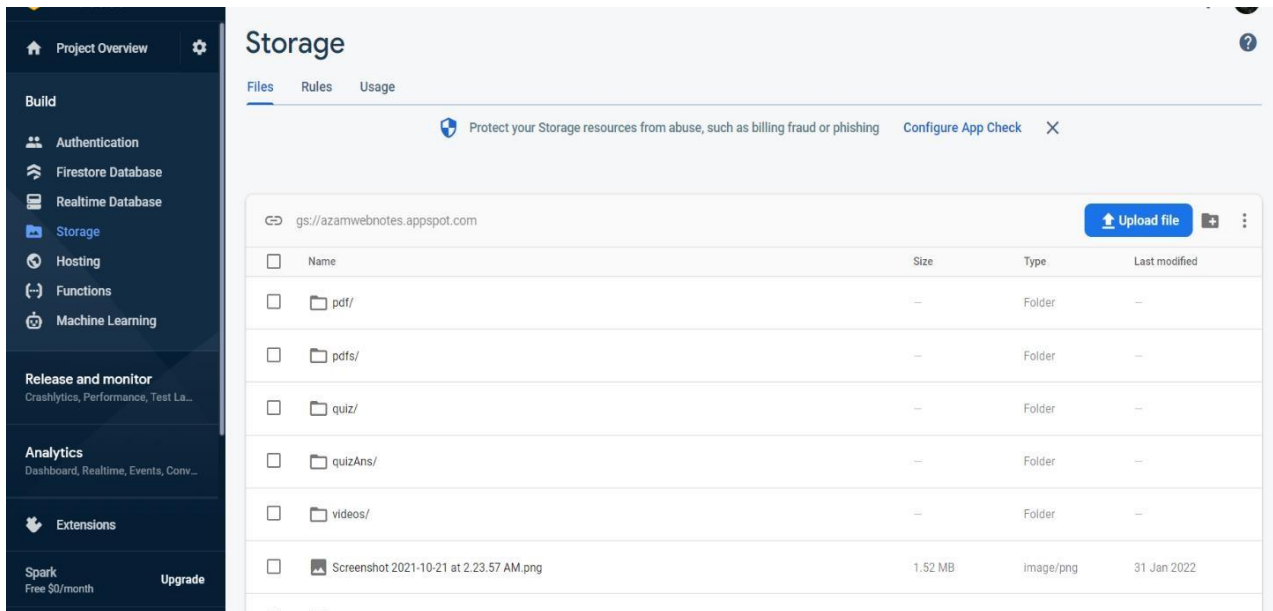 Project Overview
Build
Authentication
Firestore Database
Realtime Database
Storage
Hosting
Functions
Machine Learning
Release and monitor
Crashlytics, Performance, Test La...
Analytics
Dashboard, Realtime, Events, Conv...
Extensions
Spark
Free $0/month
Upgrade
Storage
Files Rules Usage
Protect your Storage resources from abuse, such as billing fraud or phishing Configure App Check
gs://azamwebnotes.appspot.com
Upload file
Name Size Type Last modified
pdf/ — Folder —
pdfs/ — Folder —
quiz/ — Folder —
quizAns/ — Folder —
videos/ — Folder —
Screenshot 2021-10-21 at 2.23.57 AM.png 1.52 MB image/png 31 Jan 2022